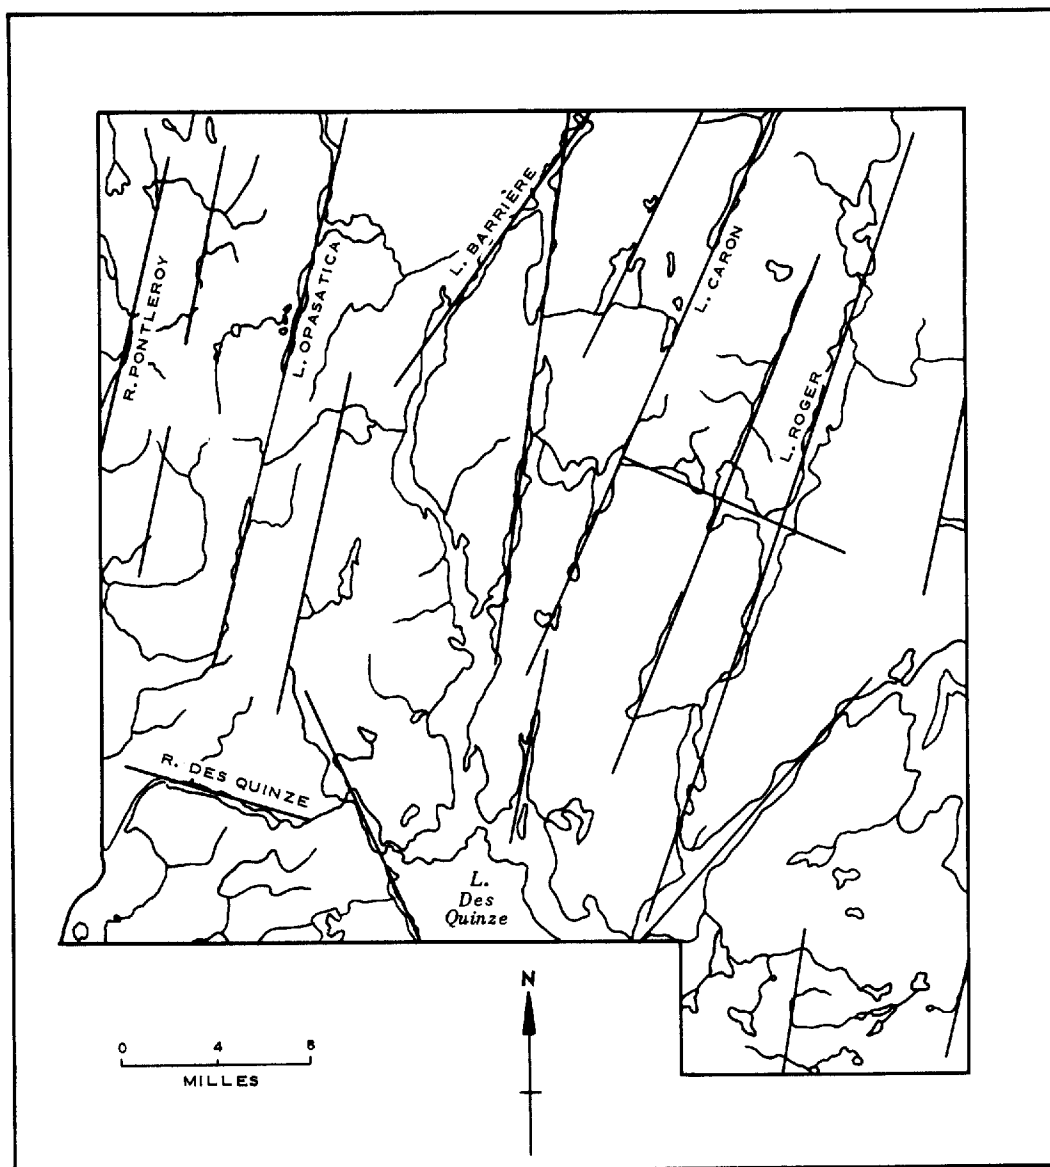 R. PONTLEROY
L. OPASATICA
L. BARRIÈRE
L. CARON
L. ROGER
R. DES QUINZE
L.
Des
Quinze
N
0 4 8
MILLES